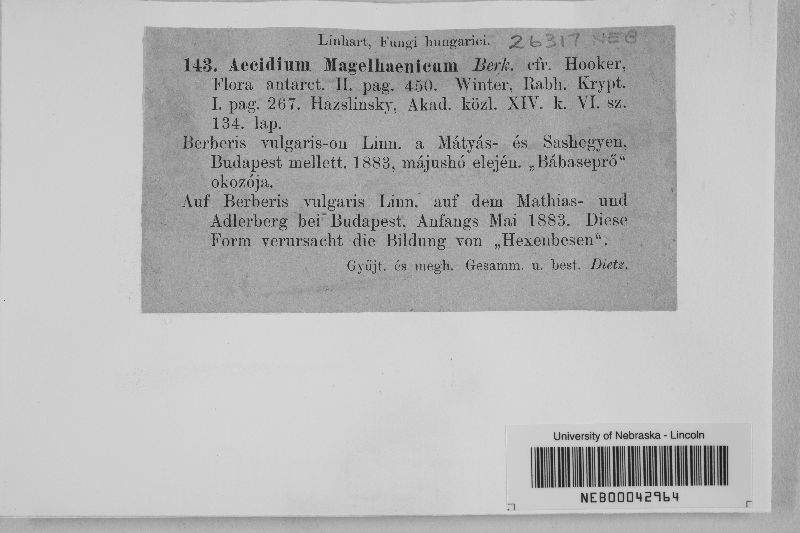 Linhart, Fungi hungarici. 26317 NEB
143. Aecidium Magelhaenicum Berk. cfr. Hooker,
Flora antarct. II. pag. 450. Winter, Rabh. Krypt.
I. pag. 267. Hazslinsky, Akad. közl. XIV. k. VI. sz.
134. lap.
Berberis vulgaris-on Linn. a Mátyás- és Sashegyen,
Budapest mellett. 1883, májushó elején. „Bábaseprő“
okozója.
Auf Berberis vulgaris Linn. auf dem Mathias- und
Adlerberg bei Budapest. Anfangs Mai 1883. Diese
Form verursacht die Bildung von „Hexenbesen“.
Gyűjt. és megh. Gesamm. u. best. Dietz.
University of Nebraska - Lincoln
NEB00042964